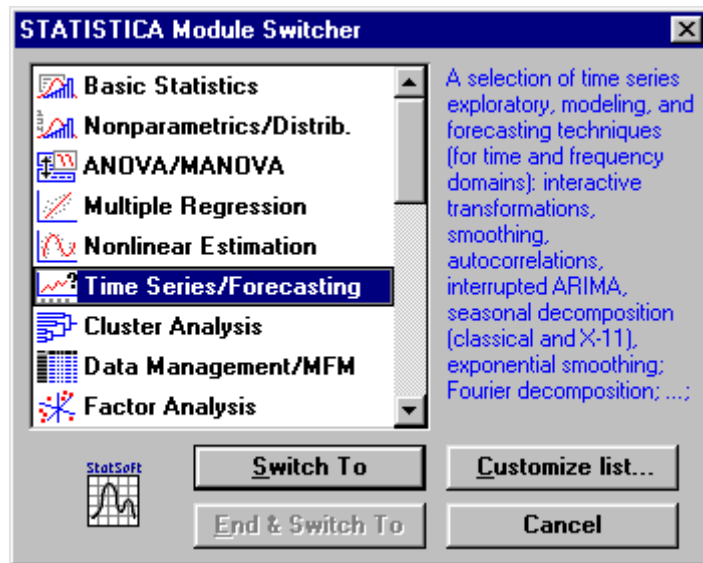 STATISTICA Module Switcher
Basic Statistics
Nonparametrics/Distrib.
ANOVA/MANOVA
Multiple Regression
Nonlinear Estimation
Time Series/Forecasting
Cluster Analysis
Data Management/MFM
Factor Analysis
A selection of time series
exploratory, modeling, and
forecasting techniques
(for time and frequency
domains): interactive
transformations,
smoothing,
autocorrelations,
interrupted ARIMA,
seasonal decomposition
(classical and X-11),
exponential smoothing;
Fourier decomposition; ...;
StatSoft
Switch To
Customize list...
End & Switch To
Cancel